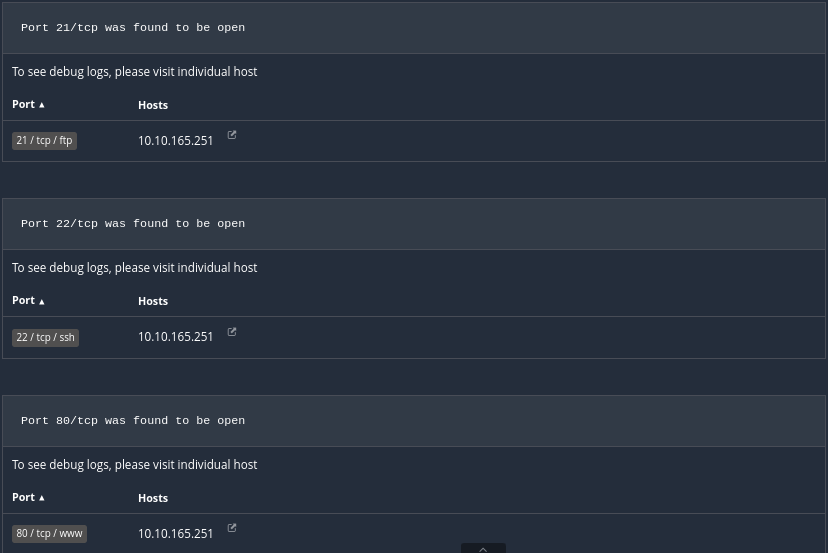 Port 21/tcp was found to be open
To see debug logs, please visit individual host
Port ▲ Hosts
21 / tcp / ftp 10.10.165.251
Port 22/tcp was found to be open
To see debug logs, please visit individual host
Port ▲ Hosts
22 / tcp / ssh 10.10.165.251
Port 80/tcp was found to be open
To see debug logs, please visit individual host
Port ▲ Hosts
80 / tcp / www 10.10.165.251